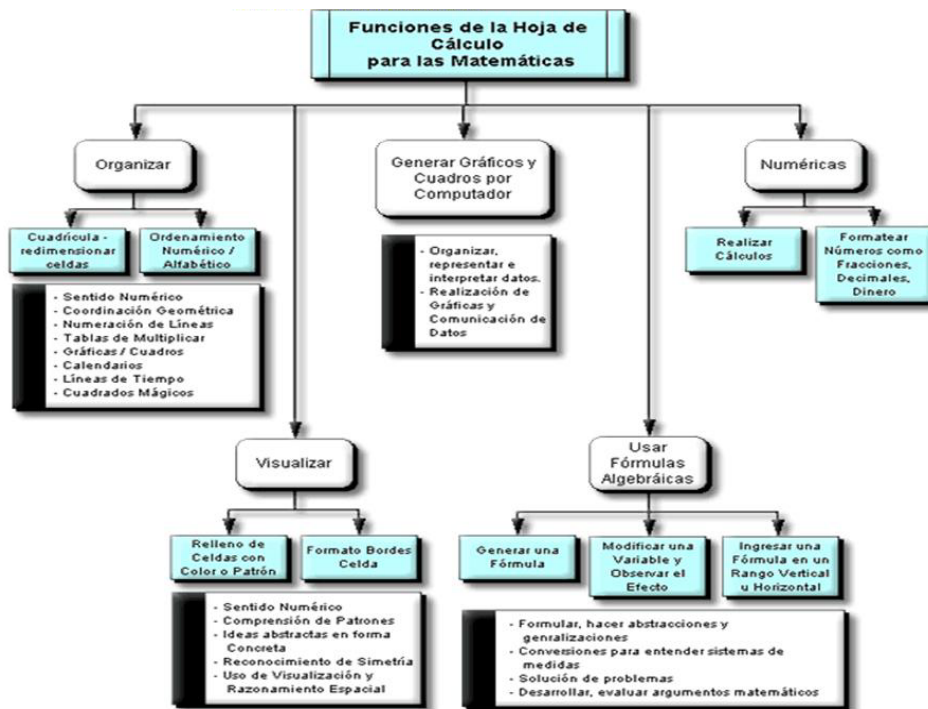 Funciones de la Hoja de
Cálculo
para las Matemáticas
Organizar
Generar Gráficos y
Cuadros por
Computador
Numéricas
Cuadrícula -
redimensionar
celdas
Ordenamiento
Numérico /
Alfabético
- Sentido Numérico
- Coordinación Geométrica
- Numeración de Líneas
- Tablas de Multiplicar
- Gráficas / Cuadros
- Calendarios
- Líneas de Tiempo
- Cuadrados Mágicos
- Organizar,
representar e
interpretar datos.
- Realización de
Gráficas y
Comunicación de
Datos
Realizar
Cálculos
Formatear
Números como
Fracciones,
Decimales,
Dinero
Visualizar
Usar
Fórmulas
Algebráicas
Relleno de
Celdas con
Color o Patrón
Formato Bordes
Celda
- Sentido Numérico
- Comprensión de Patrones
- Ideas abstractas en forma
Concreta
- Reconocimiento de Simetría
- Uso de Visualización y
Razonamiento Espacial
Generar una
Fórmula
Modificar una
Variable y
Observar el
Efecto
Ingresar una
Fórmula en un
Rango Vertical
u Horizontal
- Formular, hacer abstracciones y
genralizaciones
- Conversiones para entender sistemas de
medidas
- Solución de problemas
- Desarrollar, evaluar argumentos matemáticos